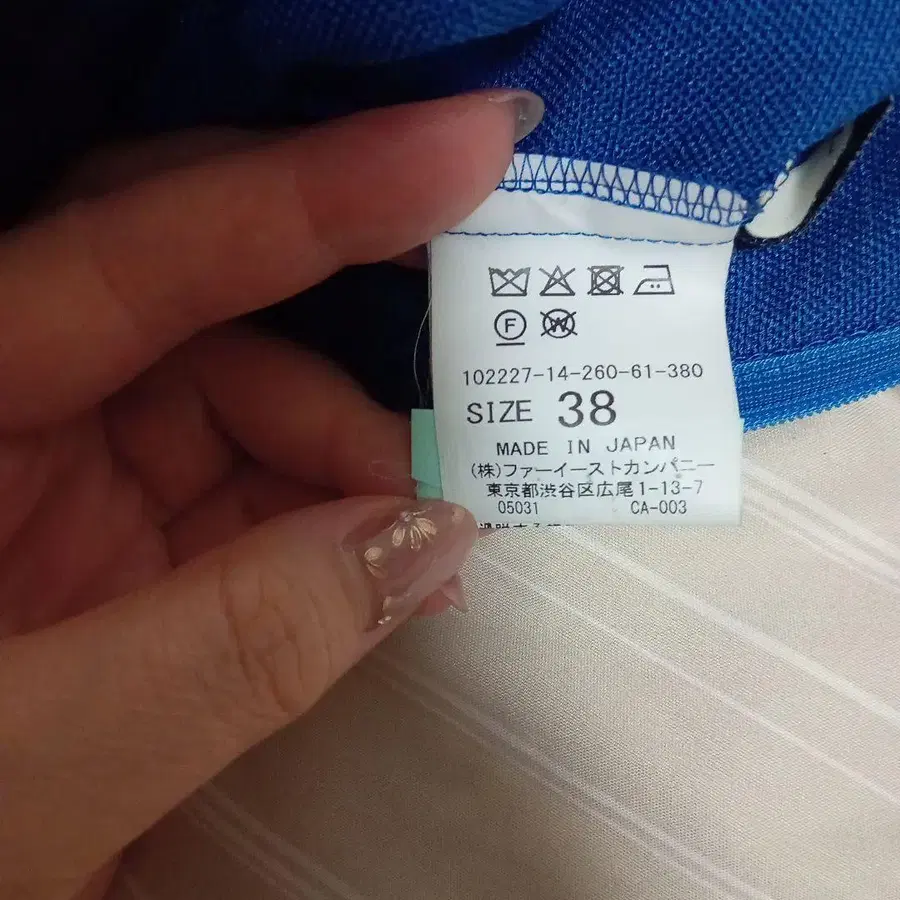 F W
102227-14-260-61-380
SIZE 38
MADE IN JAPAN
(株)ファーイーストカンパニー
東京都渋谷区広尾1-13-7
05031 CA-003